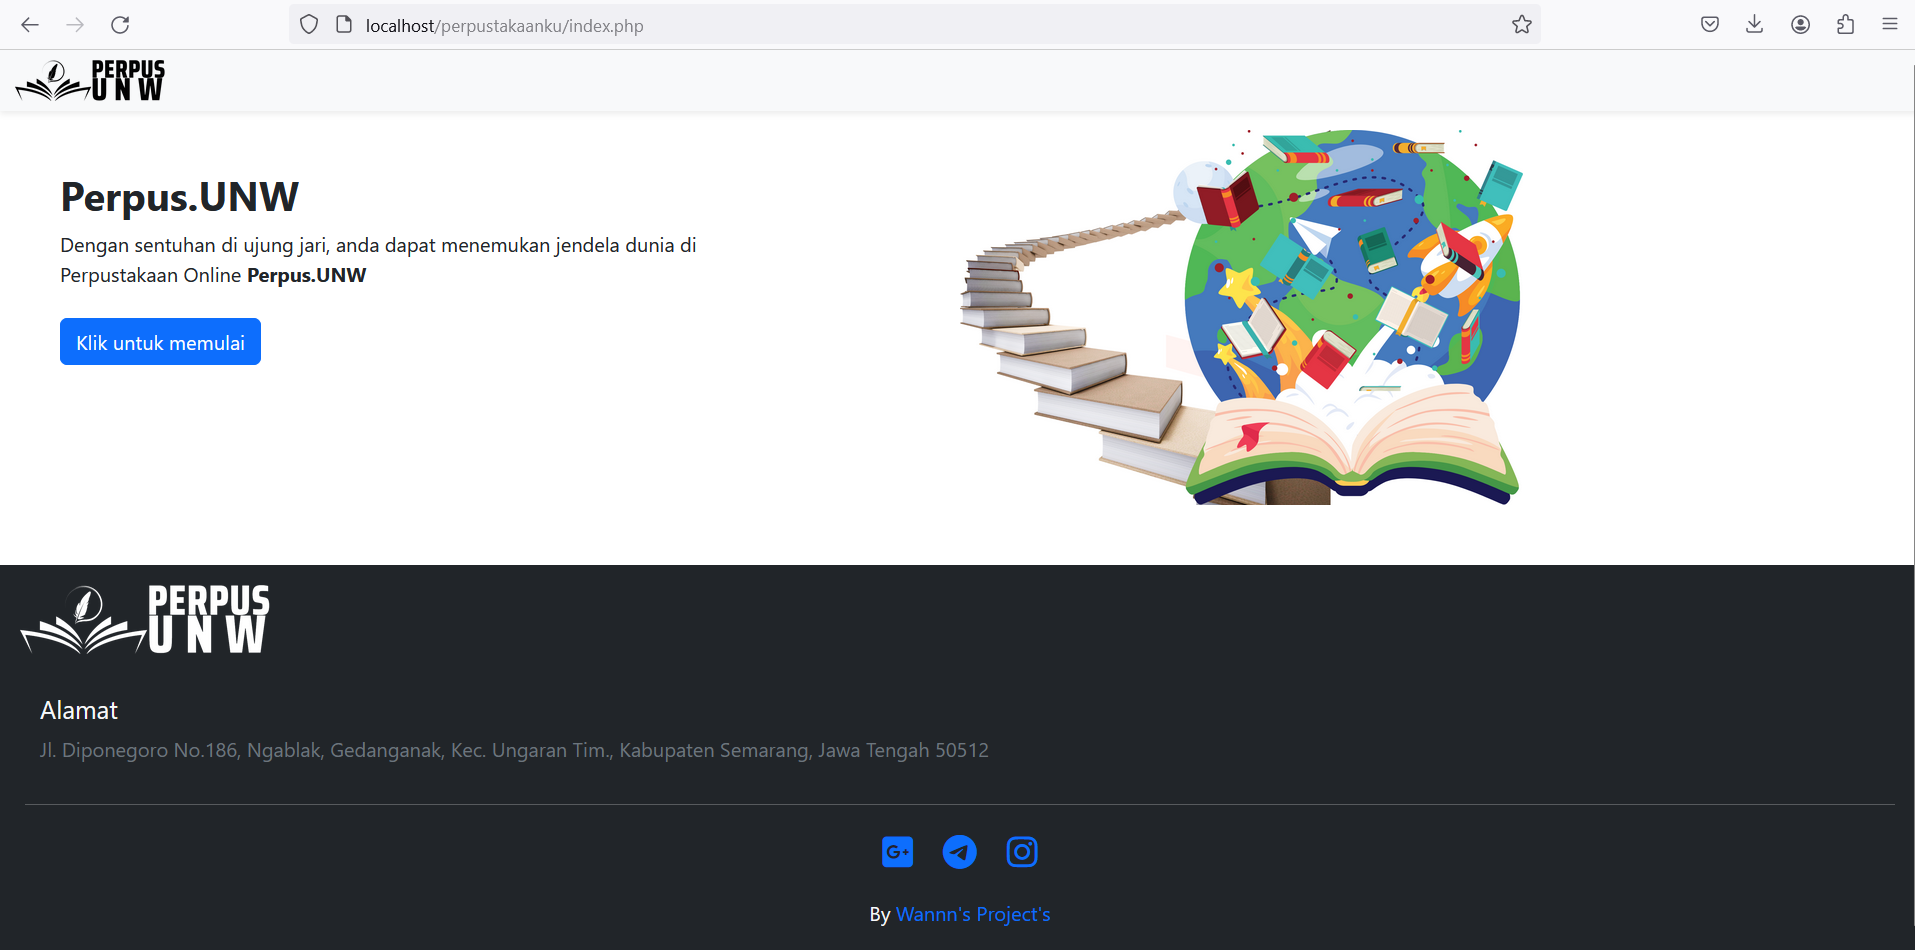 localhost/perpustakaanku/index.php
PERPUS
UNW
Perpus.UNW
Dengan sentuhan di ujung jari, anda dapat menemukan jendela dunia di
Perpustakaan Online Perpus.UNW
Klik untuk memulai
PERPUS
UNW
Alamat
Jl. Diponegoro No.186, Ngablak, Gedanganak, Kec. Ungaran Tim., Kabupaten Semarang, Jawa Tengah 50512
G+
By Wannn's Project's